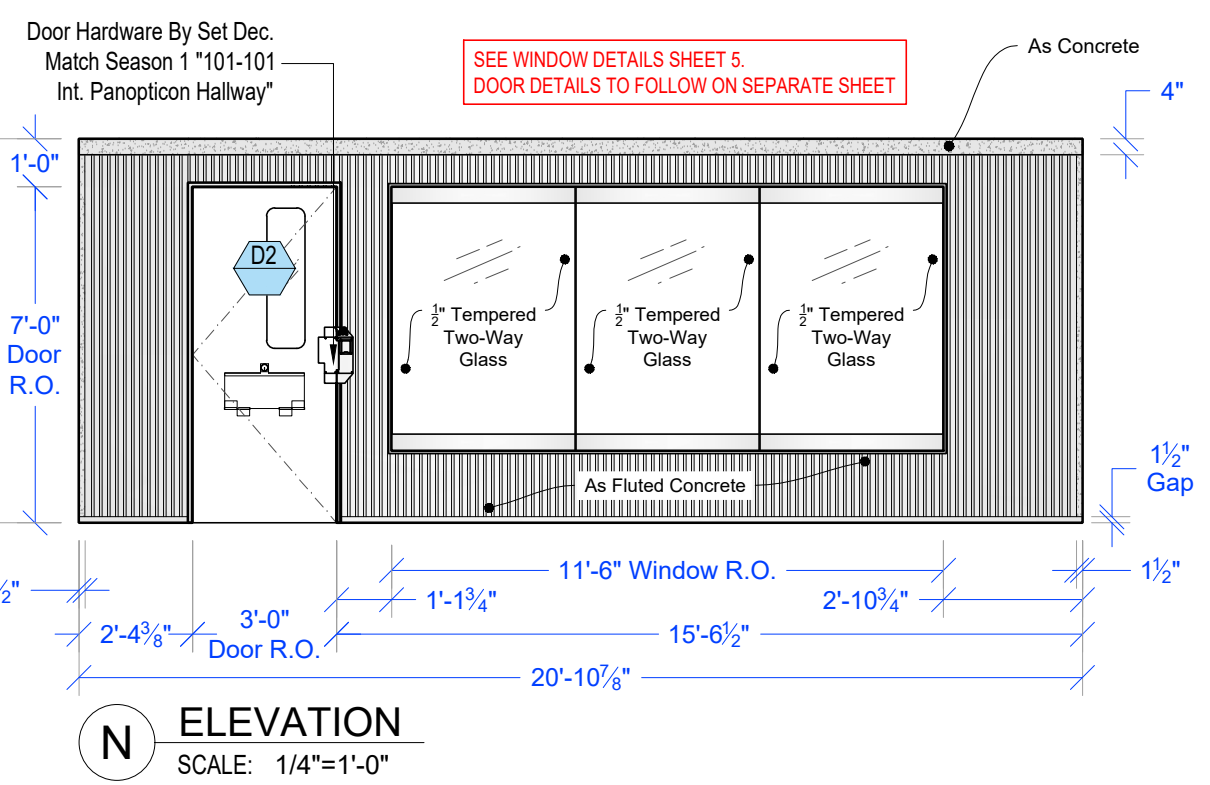 Door Hardware By Set Dec.
Match Season 1 "101-101
Int. Panopticon Hallway"
SEE WINDOW DETAILS SHEET 5.
DOOR DETAILS TO FOLLOW ON SEPARATE SHEET
As Concrete
4"
1'-0"
D2
7'-0"
Door
R.O.
½" Tempered
Two-Way
Glass
½" Tempered
Two-Way
Glass
½" Tempered
Two-Way
Glass
As Fluted Concrete
1½"
Gap
11'-6" Window R.O.
1½"
1'-1¾"
2'-10¾"
2'-4⅜"
3'-0"
Door R.O.
15'-6½"
20'-10⅞"
N
ELEVATION
SCALE: 1/4"=1'-0"